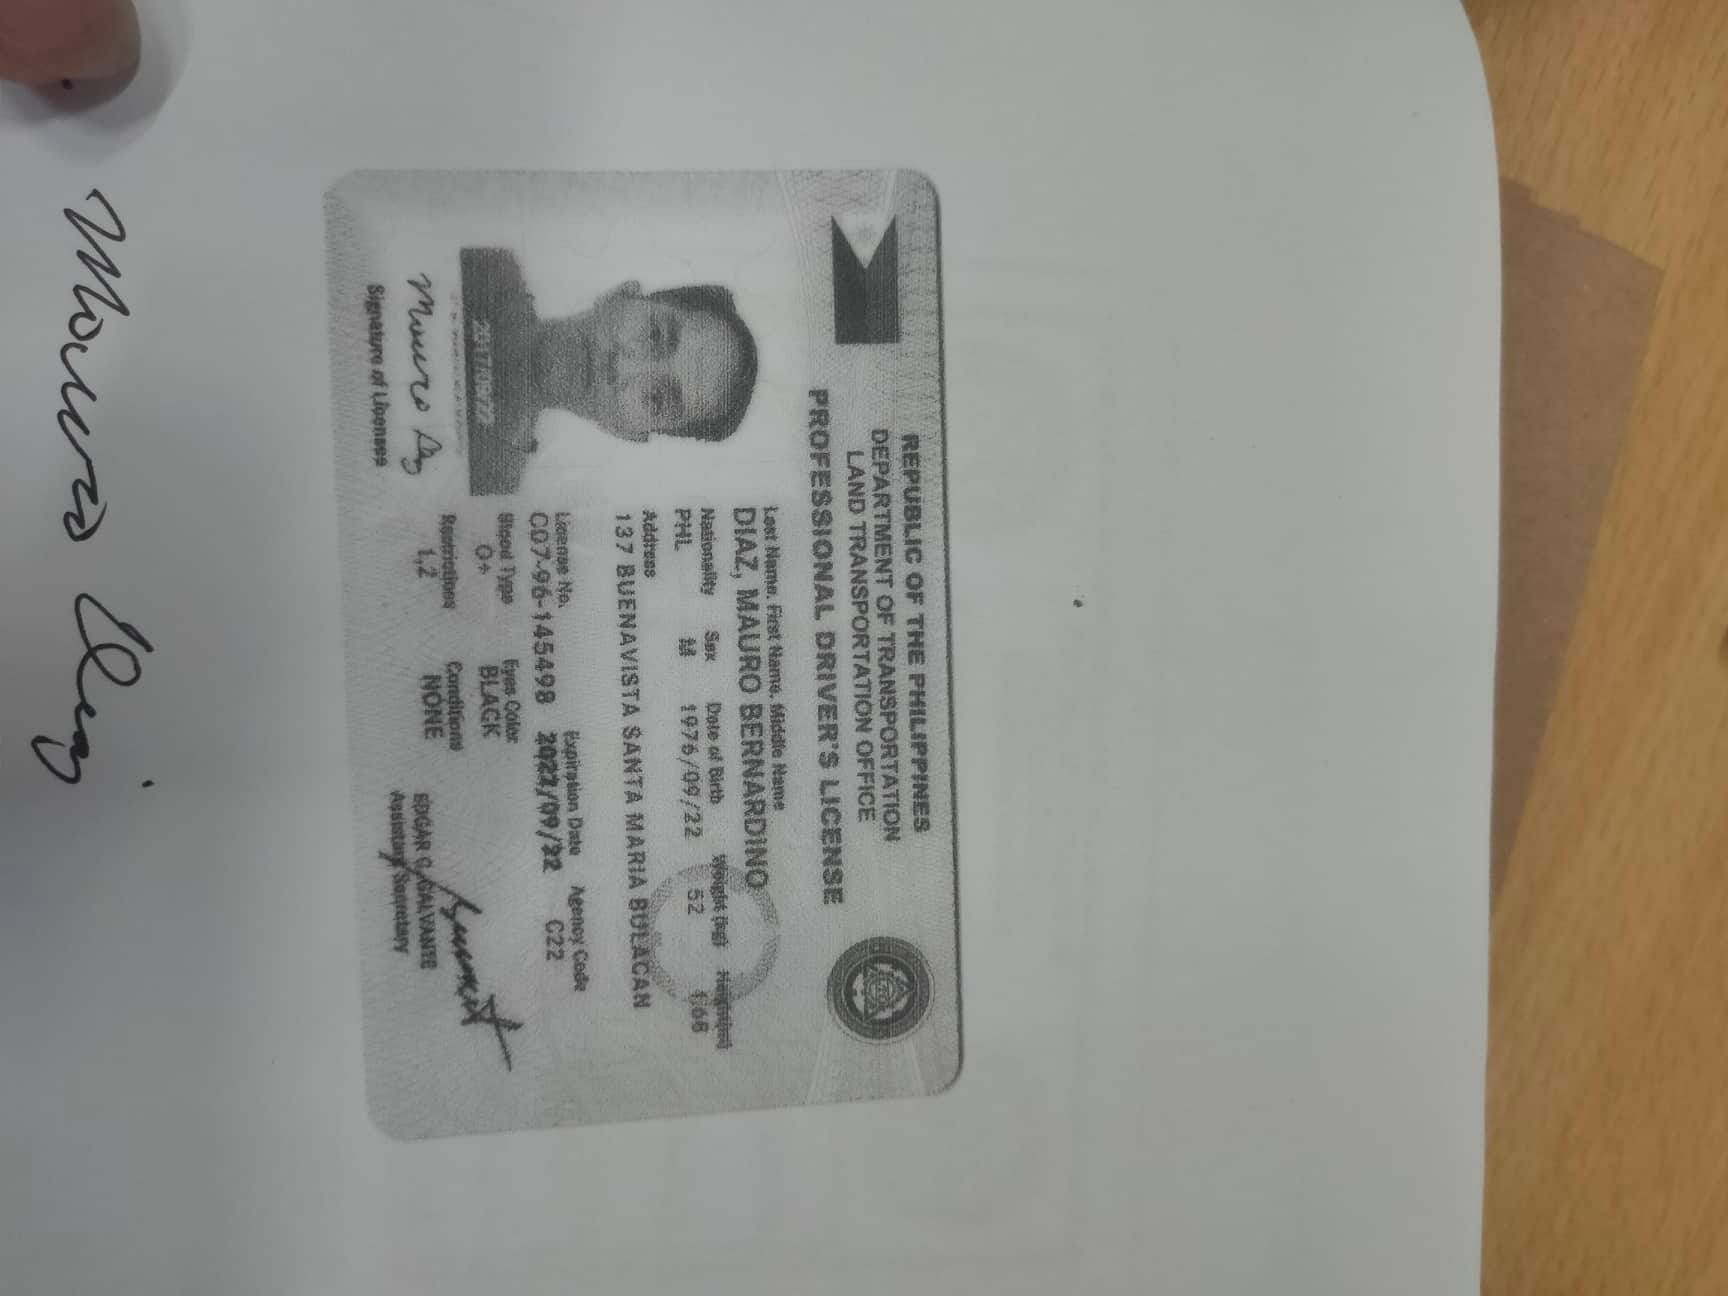 REPUBLIC OF THE PHILIPPINES
DEPARTMENT OF TRANSPORTATION
LAND TRANSPORTATION OFFICE
PROFESSIONAL DRIVER'S LICENSE
Last Name. First Name. Middle Name
DIAZ, MAURO BERNARDINO
Nationality Sex Date of Birth Weight (kg) Height(m)
PHL M 1976/09/22 52 1.68
Address
137 BUENAVISTA SANTA MARIA BULACAN
License No. Expiration Date Agency Code
C07-96-145498 /09/22 C22
Blood Type Eyes Color
O+ BLACK
Restrictions Conditions
1,2 NONE
2017/09/22
Mauro
Signature of Licensee
EDGAR C. GALVANTE
Assistant Secretary
Mauro